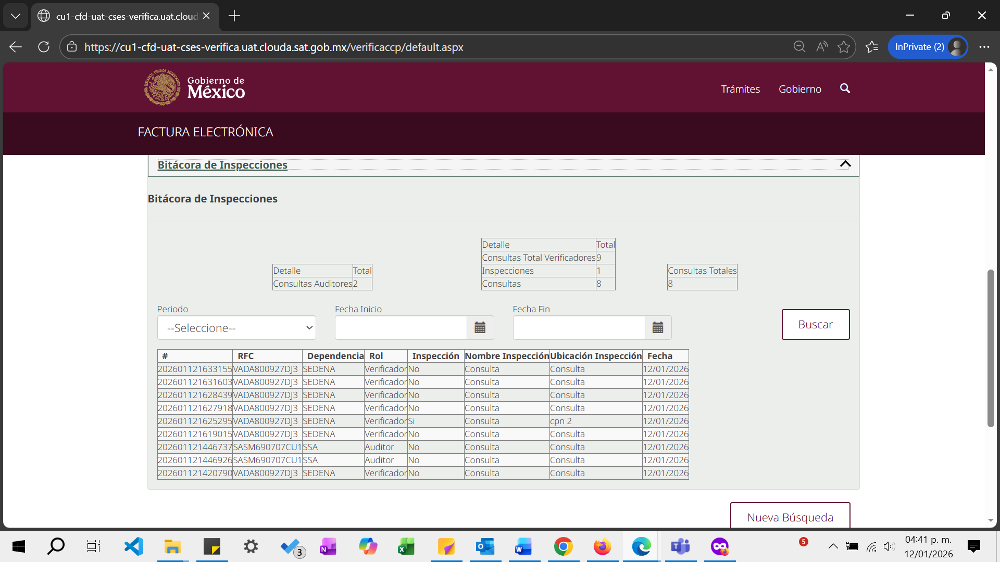 cu1-cfd-uat-cses-verifica.uat.cloud
https://cu1-cfd-uat-cses-verifica.uat.clouda.sat.gob.mx/verificaccp/default.aspx
InPrivate (2)
Gobierno de
México
Trámites Gobierno
FACTURA ELECTRÓNICA
Bitácora de Inspecciones
Bitácora de Inspecciones
Detalle Total
Consultas Auditores 2
Detalle Total
Consultas Total Verificadores 9
Inspecciones 1
Consultas 8
Consultas Totales
8
Periodo Fecha Inicio Fecha Fin
--Seleccione--
Buscar
# RFC Dependencia Rol Inspección Nombre Inspección Ubicación Inspección Fecha
202601121633155 VADA800927DJ3 SEDENA Verificador No Consulta Consulta 12/01/2026
202601121631603 VADA800927DJ3 SEDENA Verificador No Consulta Consulta 12/01/2026
202601121628439 VADA800927DJ3 SEDENA Verificador No Consulta Consulta 12/01/2026
202601121627918 VADA800927DJ3 SEDENA Verificador No Consulta Consulta 12/01/2026
202601121625295 VADA800927DJ3 SEDENA Verificador Si Consulta cpn 2 12/01/2026
202601121619015 VADA800927DJ3 SEDENA Verificador No Consulta Consulta 12/01/2026
202601121446737 SASM690707CU1 SSA Auditor No Consulta Consulta 12/01/2026
202601121446926 SASM690707CU1 SSA Auditor No Consulta Consulta 12/01/2026
202601121420790 VADA800927DJ3 SEDENA Verificador No Consulta Consulta 12/01/2026
Nueva Búsqueda
3
5
04:41 p. m.
12/01/2026